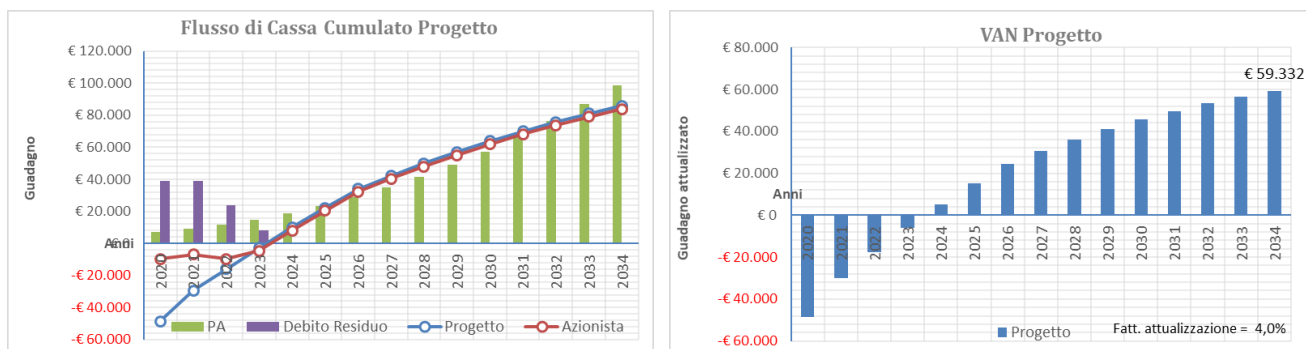 Flusso di Cassa Cumulato Progetto
Guadagno
€ 120.000
€ 100.000
€ 80.000
€ 60.000
€ 40.000
€ 20.000
€ 0
-€ 20.000
-€ 40.000
-€ 60.000
Anni
2020 2021 2022 2023 2024 2025 2026 2027 2028 2029 2030 2031 2032 2033 2034
PA Debito Residuo Progetto Azionista
VAN Progetto
Guadagno attualizzato
€ 80.000
€ 60.000
€ 40.000
€ 20.000
€ 0
-€ 20.000
-€ 40.000
-€ 60.000
Anni
€ 59.332
2020 2021 2022 2023 2024 2025 2026 2027 2028 2029 2030 2031 2032 2033 2034
Progetto
Fatt. attualizzazione = 4,0%